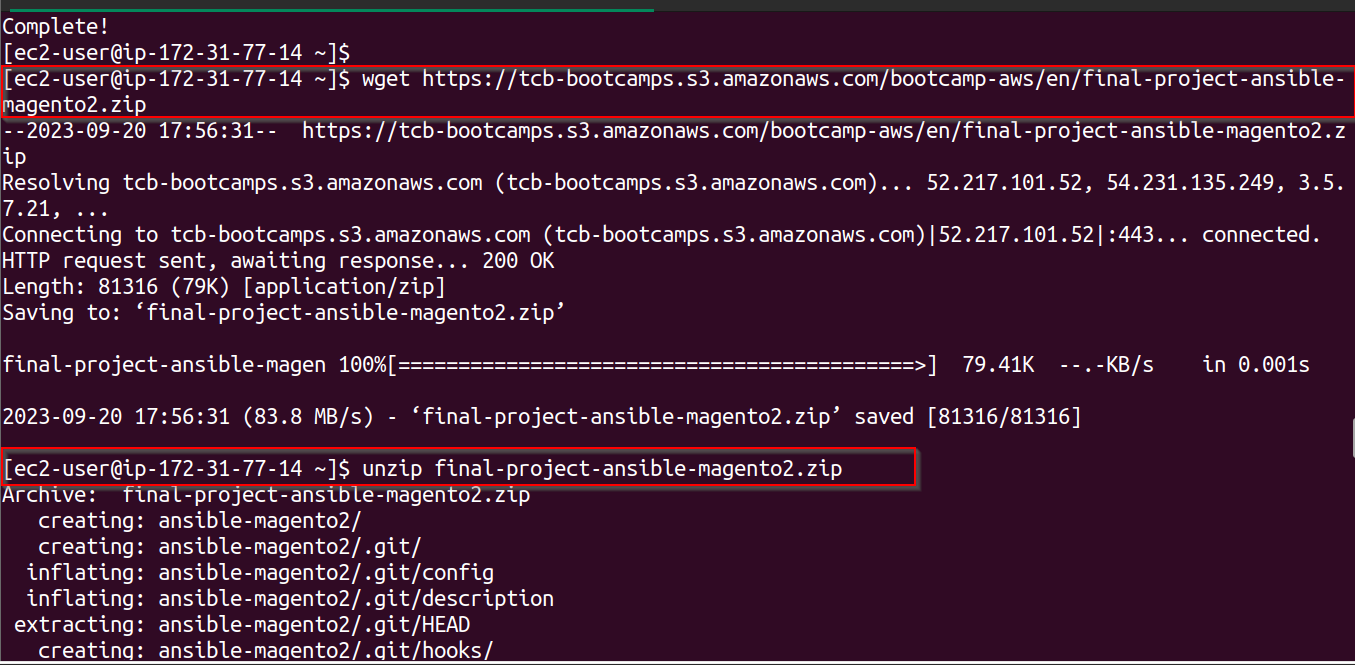 Complete!
[ec2-user@ip-172-31-77-14 ~]$
[ec2-user@ip-172-31-77-14 ~]$ wget https://tcb-bootcamps.s3.amazonaws.com/bootcamp-aws/en/final-project-ansible-
magento2.zip
--2023-09-20 17:56:31--  https://tcb-bootcamps.s3.amazonaws.com/bootcamp-aws/en/final-project-ansible-magento2.z
ip
Resolving tcb-bootcamps.s3.amazonaws.com (tcb-bootcamps.s3.amazonaws.com)... 52.217.101.52, 54.231.135.249, 3.5.
7.21, ...
Connecting to tcb-bootcamps.s3.amazonaws.com (tcb-bootcamps.s3.amazonaws.com)|52.217.101.52|:443... connected.
HTTP request sent, awaiting response... 200 OK
Length: 81316 (79K) [application/zip]
Saving to: ‘final-project-ansible-magento2.zip’
final-project-ansible-magen 100%[===========================================>]  79.41K  --.-KB/s    in 0.001s
2023-09-20 17:56:31 (83.8 MB/s) - ‘final-project-ansible-magento2.zip’ saved [81316/81316]
[ec2-user@ip-172-31-77-14 ~]$ unzip final-project-ansible-magento2.zip
Archive:  final-project-ansible-magento2.zip
   creating: ansible-magento2/
   creating: ansible-magento2/.git/
  inflating: ansible-magento2/.git/config
  inflating: ansible-magento2/.git/description
 extracting: ansible-magento2/.git/HEAD
   creating: ansible-magento2/.git/hooks/